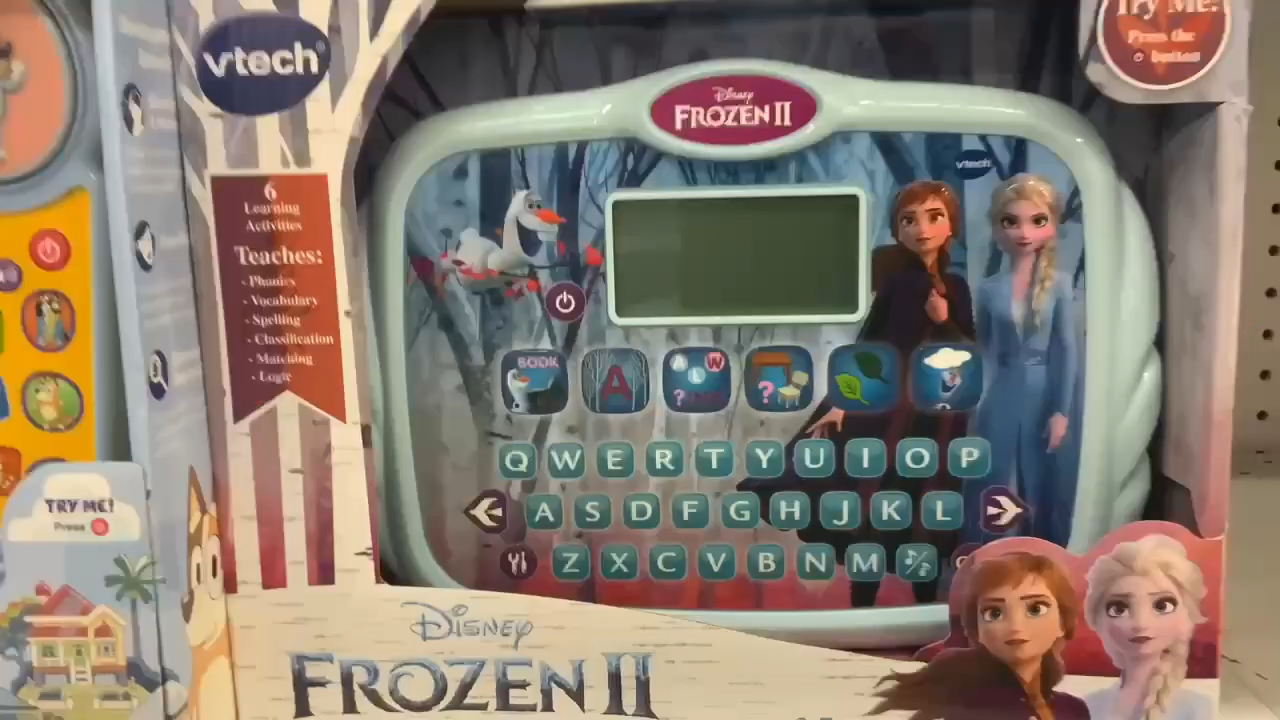 vtech
Try Me!
Press the
button
Disney
FROZEN II
vtech
6
Learning
Activities
Teaches:
- Phonics
- Vocabulary
- Spelling
- Classification
- Matching
- Logic
BOOK
A
A W
L
?
?
Q W E R T Y U I O P
A S D F G H J K L
Z X C V B N M
TRY ME!
Press
Disney
FROZEN II